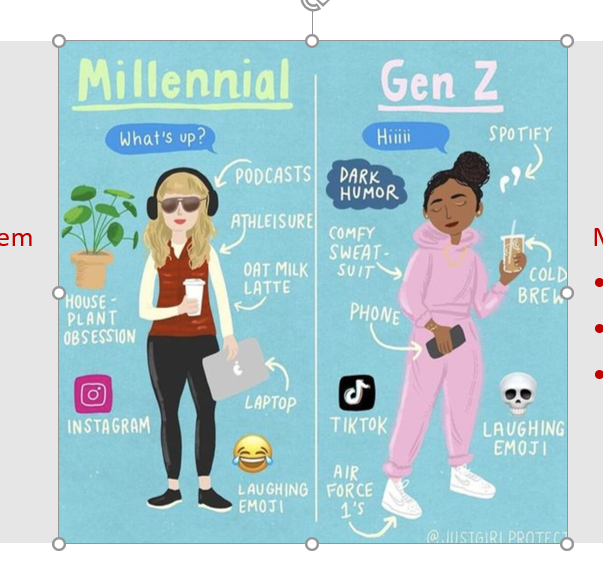 Millennial
What's up?
PODCASTS
ATHLEISURE
OAT MILK
LATTE
HOUSE-
PLANT
OBSESSION
LAPTOP
INSTAGRAM
LAUGHING
EMOJI
Gen Z
Hiiiii
SPOTIFY
DARK
HUMOR
COMFY
SWEAT-
SUIT
COLD
BREW
PHONE
TIKTOK
LAUGHING
EMOJI
AIR
FORCE
1'S
em